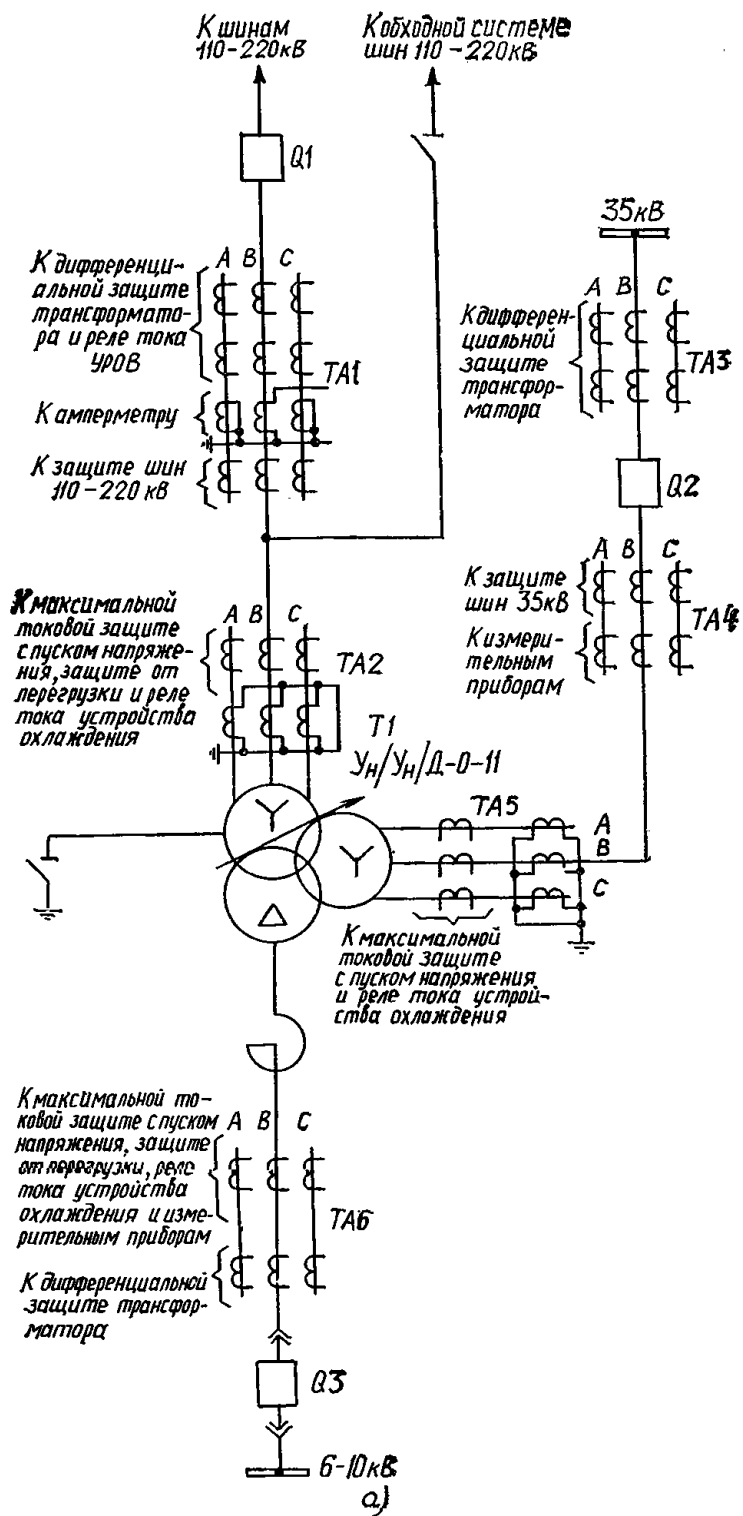 К шинам
110-220кВ
К обходной системе
шин 110-220кВ
Q1
35кВ
К дифференци-
альной защите
трансформато-
ра и реле тока
УРОВ
A B C
TA1
К амперметру
К защите шин
110-220 кВ
К дифферен-
циальной
защите
трансфор-
матора
A B C
TA3
Q2
К защите
шин 35кВ
К измери-
тельным
приборам
A B C
TA4
К максимальной
токовой защите
с пуском напряже-
ния, защите от
перегрузки и реле
тока устройства
охлаждения
A B C
TA2
T1
Ун/Ун/Д-0-11
TA5
A
B
C
К максимальной
токовой защите
с пуском напряжения
и реле тока устрой-
ства охлаждения
К максимальной то-
ковой защите с пуском
напряжения, защите
от перегрузки, реле
тока устройства
охлаждения и изме-
рительным приборам
A B C
TA6
К дифференциальной
защите трансфор-
матора
Q3
6-10кВ
а)